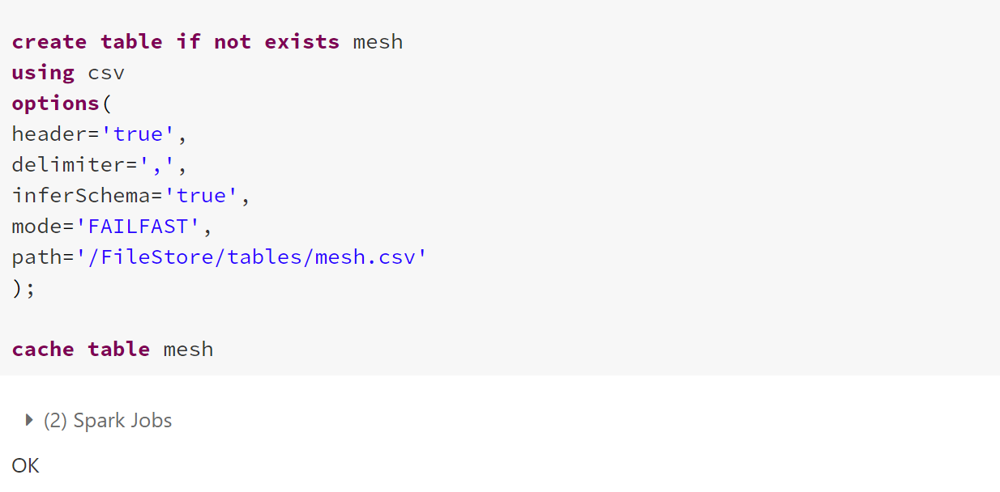 create table if not exists mesh
using csv
options(
header='true',
delimiter=',',
inferSchema='true',
mode='FAILFAST',
path='/FileStore/tables/mesh.csv'
);
cache table mesh
(2) Spark Jobs
OK